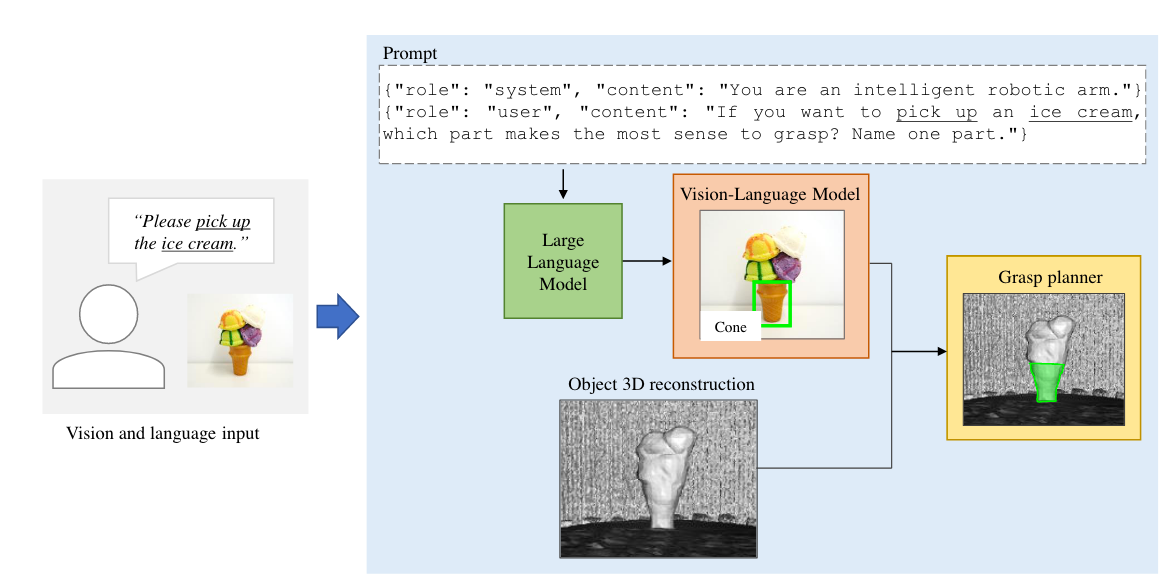 Prompt
{"role": "system", "content": "You are an intelligent robotic arm."}
{"role": "user", "content": "If you want to pick up an ice cream,
which part makes the most sense to grasp? Name one part."}
“Please pick up
the ice cream.”
Vision and language input
Large
Language
Model
Vision-Language Model
Cone
Object 3D reconstruction
Grasp planner